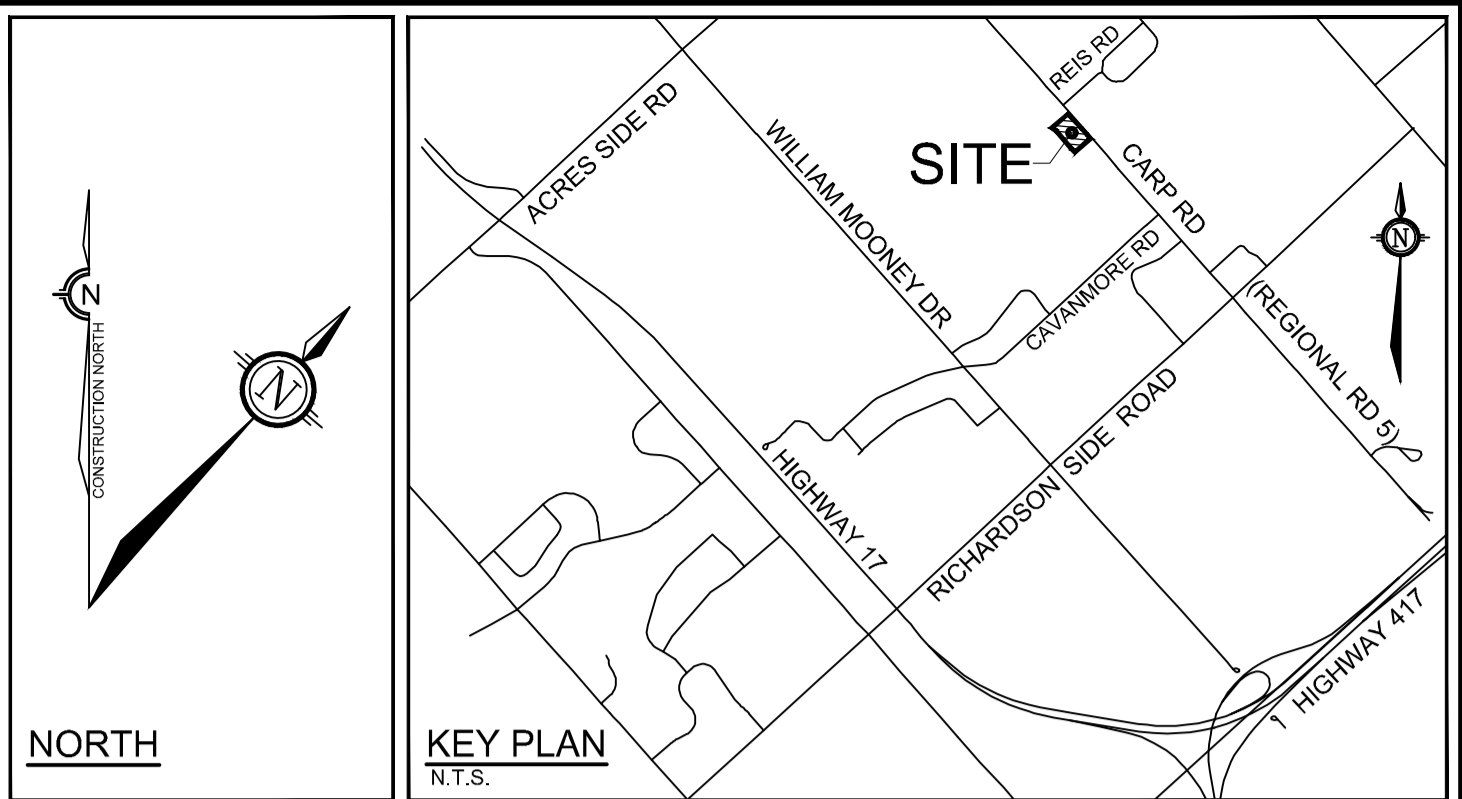 N
CONSTRUCTION NORTH
N
NORTH
REIS RD
ACRES SIDE RD
WILLIAM MOONEY DR
SITE
CARP RD
N
CAVANMORE RD
(REGIONAL RD 5)
RICHARDSON SIDE ROAD
HIGHWAY 17
HIGHWAY 417
KEY PLAN
N.T.S.